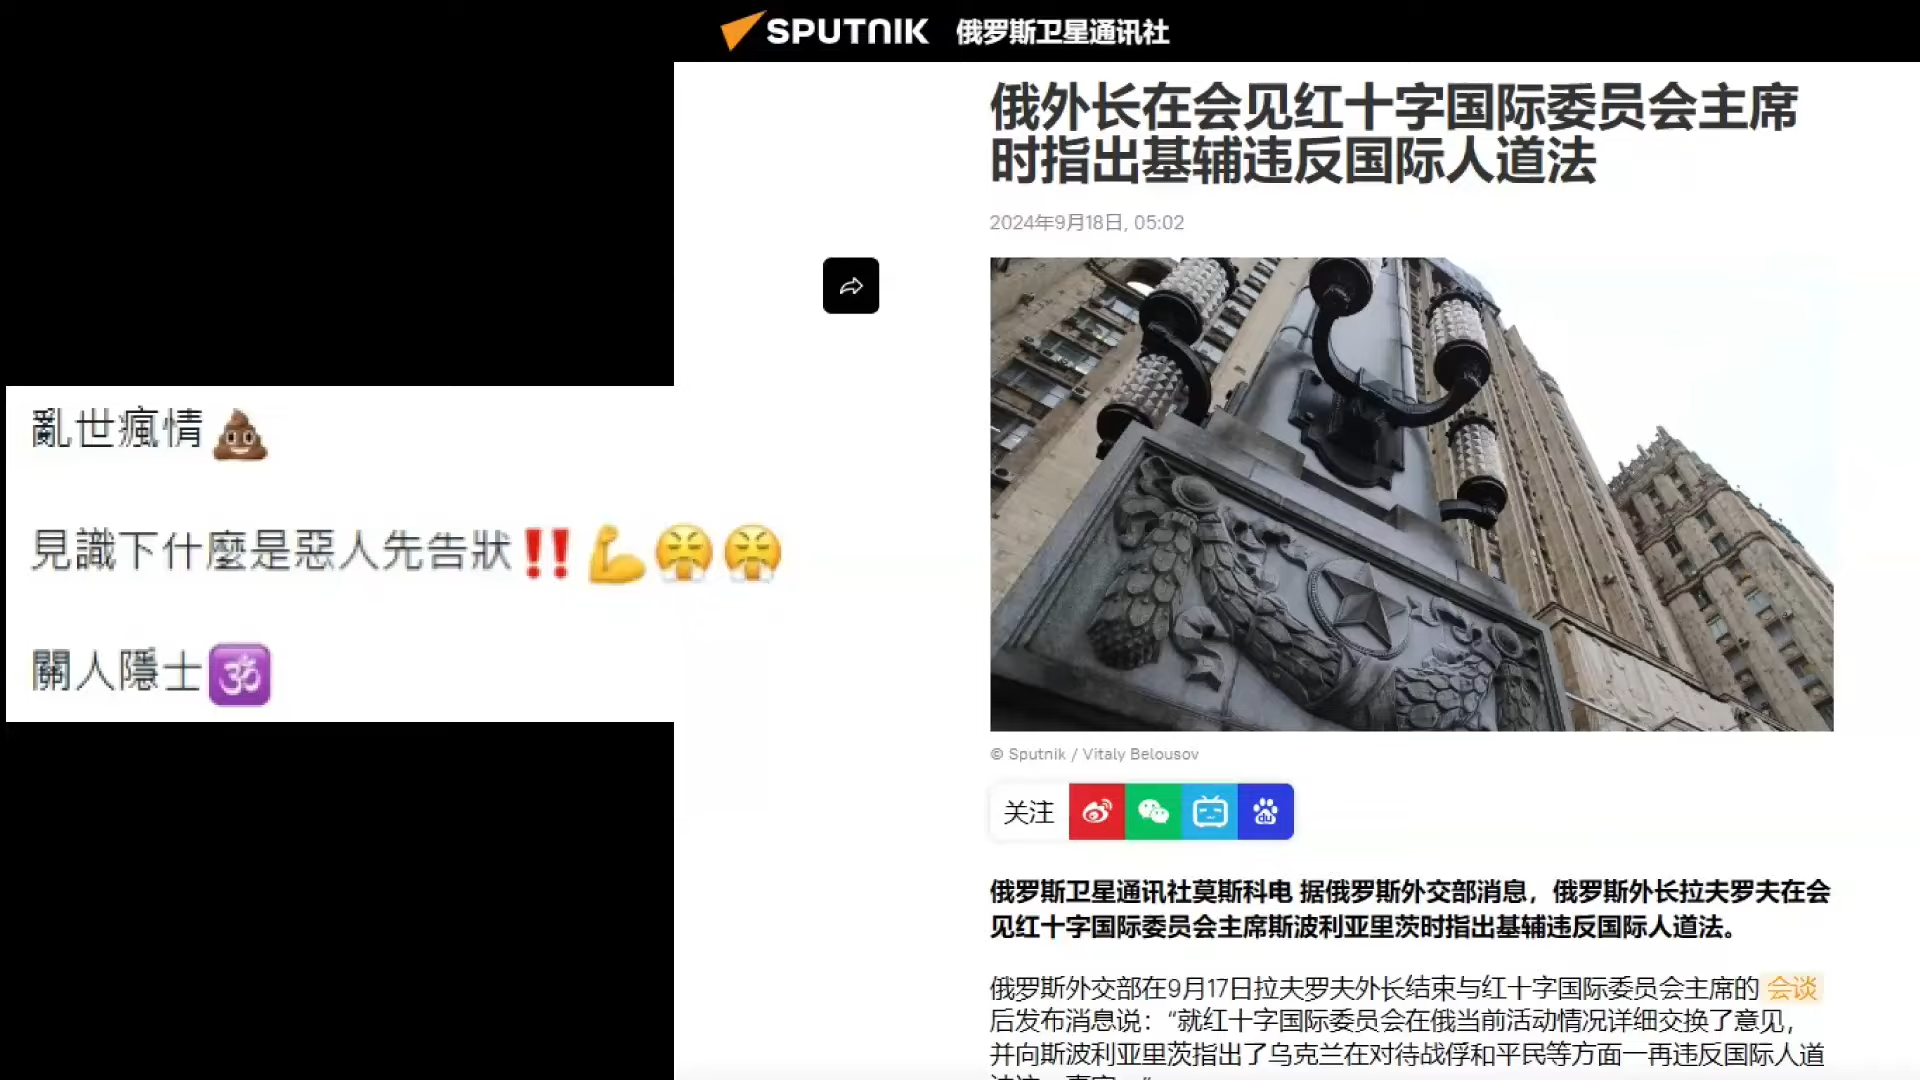 SPUTNIK 俄罗斯卫星通讯社
俄外长在会见红十字国际委员会主席
时指出基辅违反国际人道法
2024年9月18日, 05:02
亂世瘋情💩
見識下什麼是惡人先告狀‼️💪😤😤
關人隱士🕉️
© Sputnik / Vitaly Belousov
关注
du
俄罗斯卫星通讯社莫斯科电 据俄罗斯外交部消息，俄罗斯外长拉夫罗夫在会
见红十字国际委员会主席斯波利亚里茨时指出基辅违反国际人道法。
俄罗斯外交部在9月17日拉夫罗夫外长结束与红十字国际委员会主席的 会谈
后发布消息说：“就红十字国际委员会在俄当前活动情况详细交换了意见，
并向斯波利亚里茨指出了乌克兰在对待战俘和平民等方面一再违反国际人道